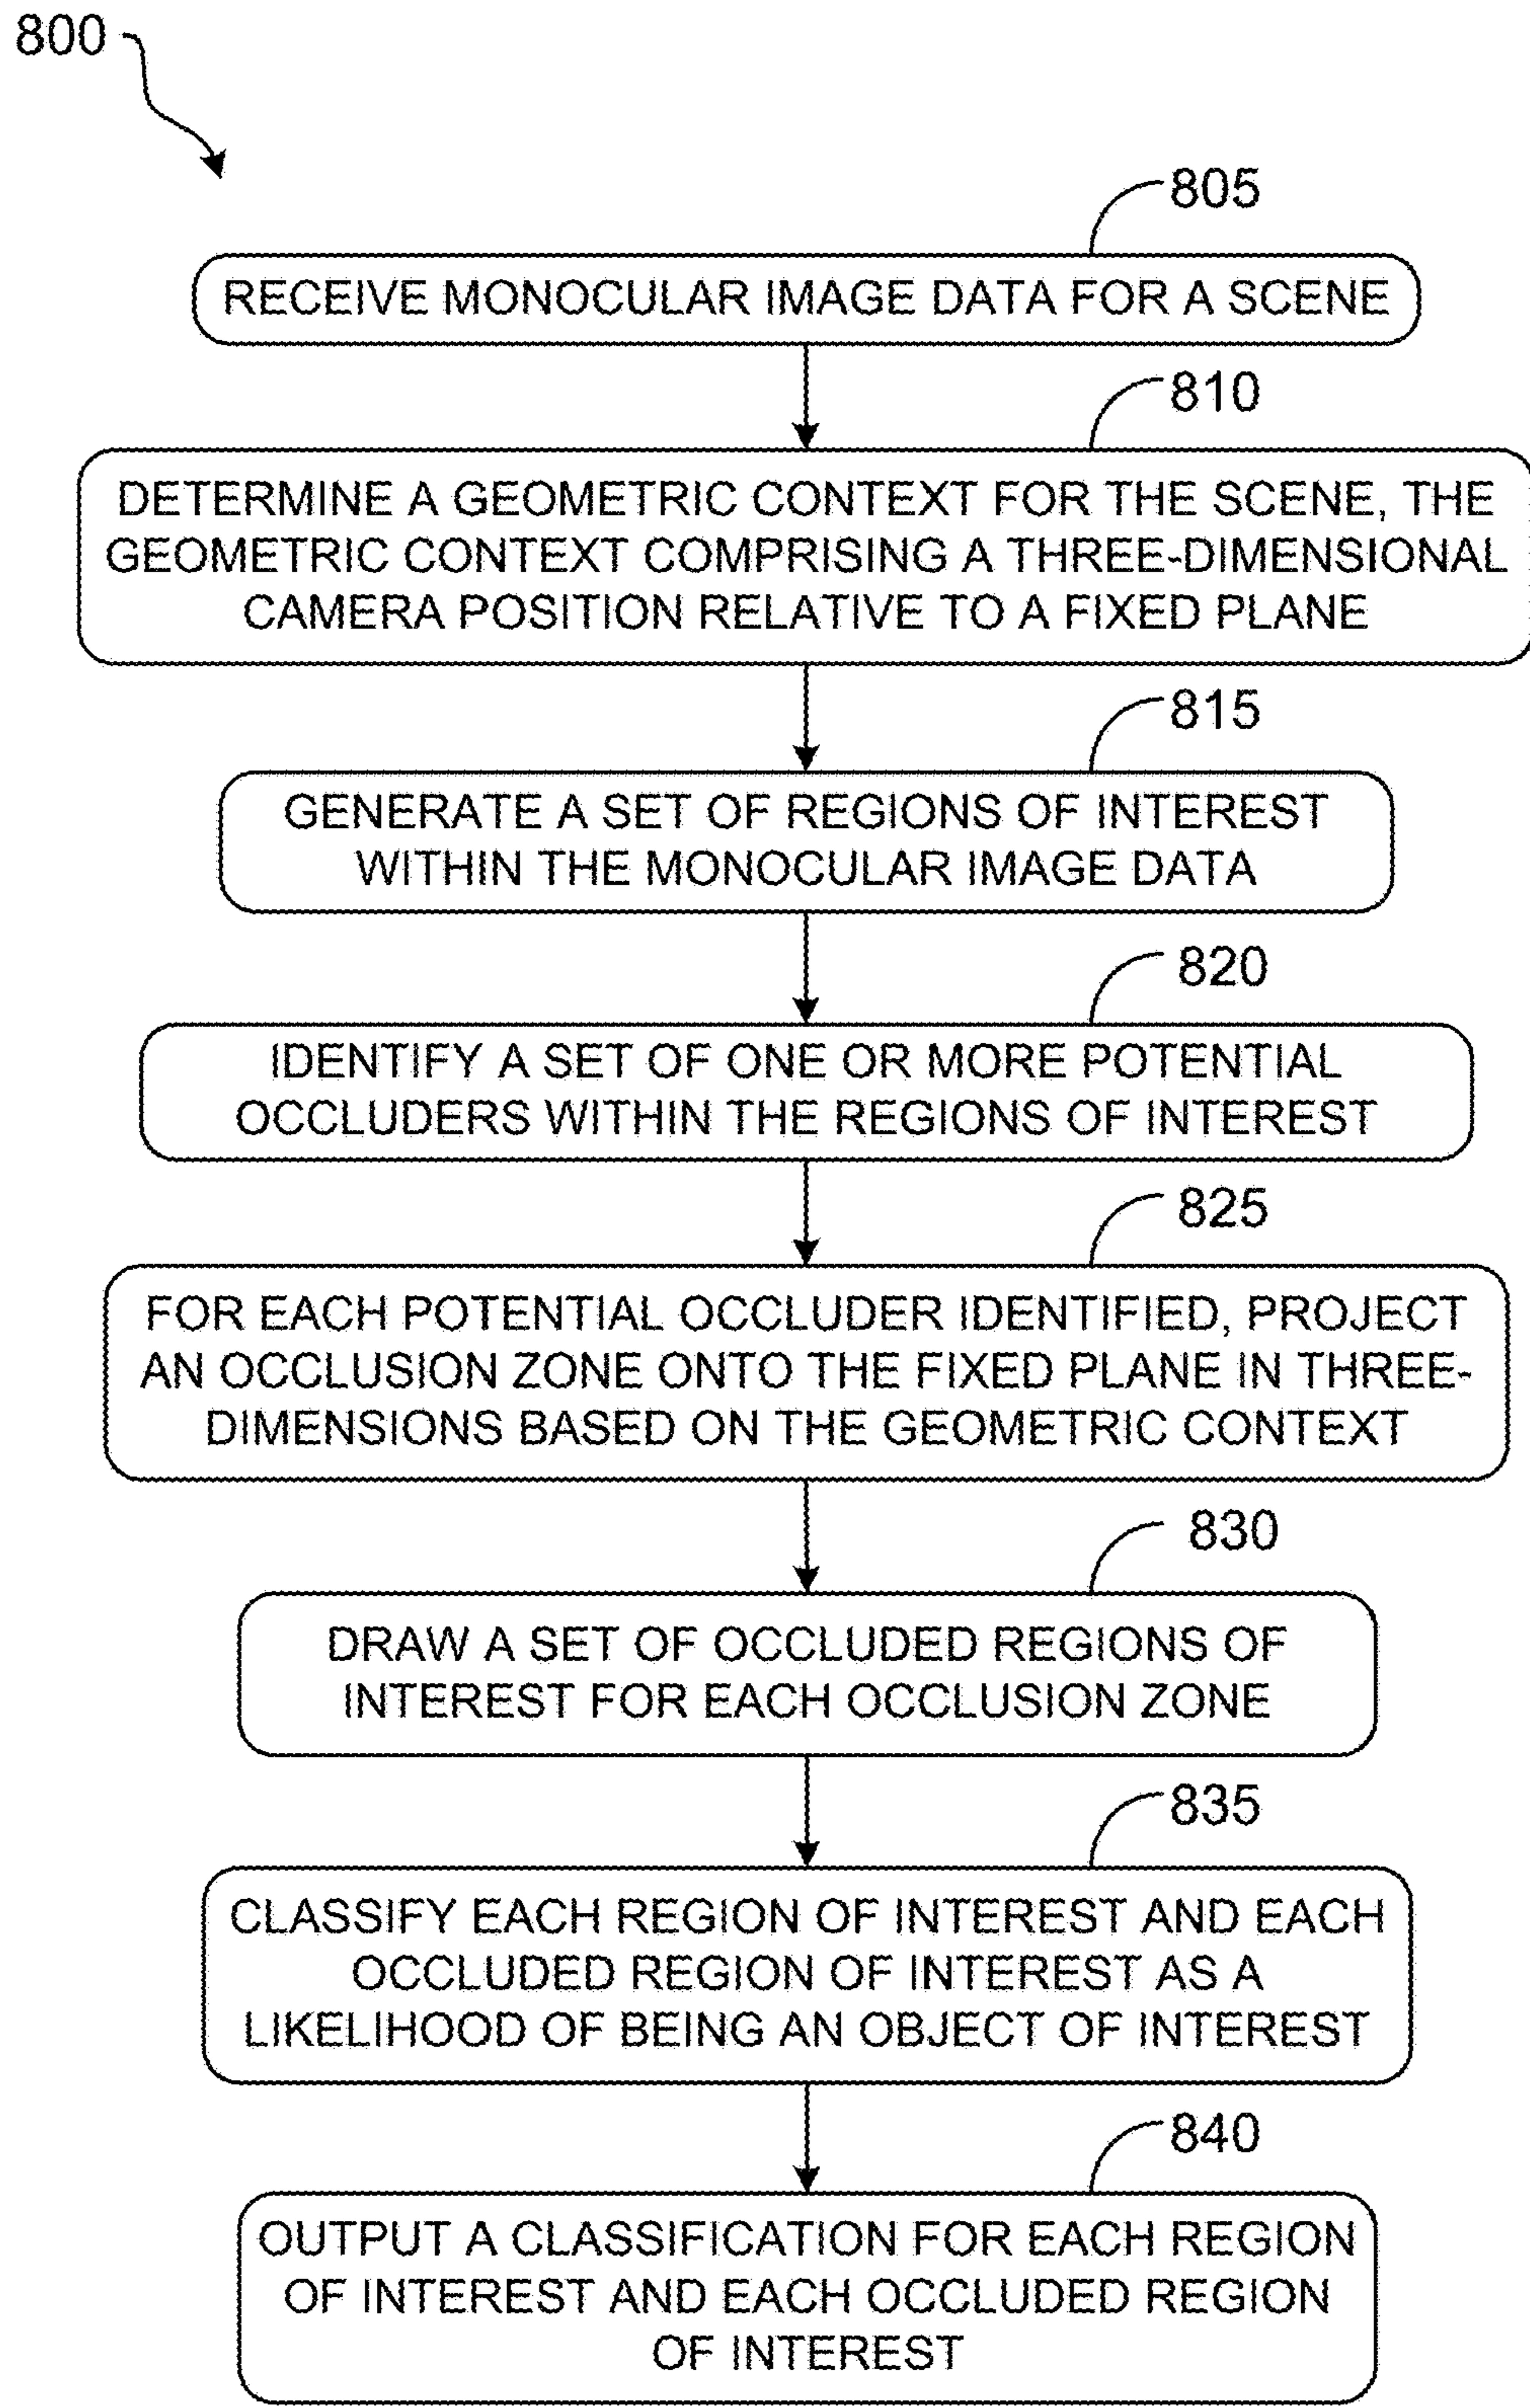 800
805
RECEIVE MONOCULAR IMAGE DATA FOR A SCENE
810
DETERMINE A GEOMETRIC CONTEXT FOR THE SCENE, THE
GEOMETRIC CONTEXT COMPRISING A THREE-DIMENSIONAL
CAMERA POSITION RELATIVE TO A FIXED PLANE
815
GENERATE A SET OF REGIONS OF INTEREST
WITHIN THE MONOCULAR IMAGE DATA
820
IDENTIFY A SET OF ONE OR MORE POTENTIAL
OCCLUDERS WITHIN THE REGIONS OF INTEREST
825
FOR EACH POTENTIAL OCCLUDER IDENTIFIED, PROJECT
AN OCCLUSION ZONE ONTO THE FIXED PLANE IN THREE-
DIMENSIONS BASED ON THE GEOMETRIC CONTEXT
830
DRAW A SET OF OCCLUDED REGIONS OF
INTEREST FOR EACH OCCLUSION ZONE
835
CLASSIFY EACH REGION OF INTEREST AND EACH
OCCLUDED REGION OF INTEREST AS A
LIKELIHOOD OF BEING AN OBJECT OF INTEREST
840
OUTPUT A CLASSIFICATION FOR EACH REGION
OF INTEREST AND EACH OCCLUDED REGION
OF INTEREST